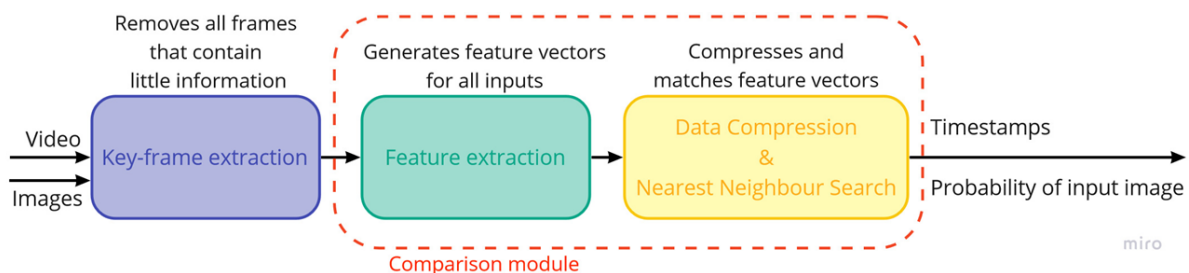 Removes all frames
that contain
little information
Generates feature vectors
for all inputs
Compresses and
matches feature vectors
Video
Images
Key-frame extraction
Feature extraction
Data Compression
&
Nearest Neighbour Search
Timestamps
Probability of input image
Comparison module
miro